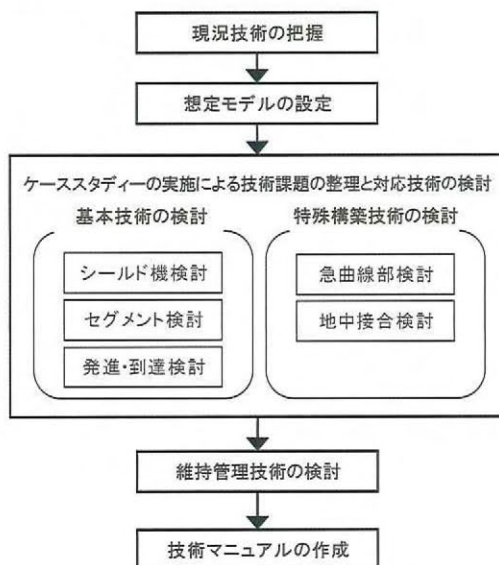 現況技術の把握
想定モデルの設定
ケーススタディーの実施による技術課題の整理と対応技術の検討
基本技術の検討
シールド機検討
セグメント検討
発進・到達検討
特殊構築技術の検討
急曲線部検討
地中接合検討
維持管理技術の検討
技術マニュアルの作成